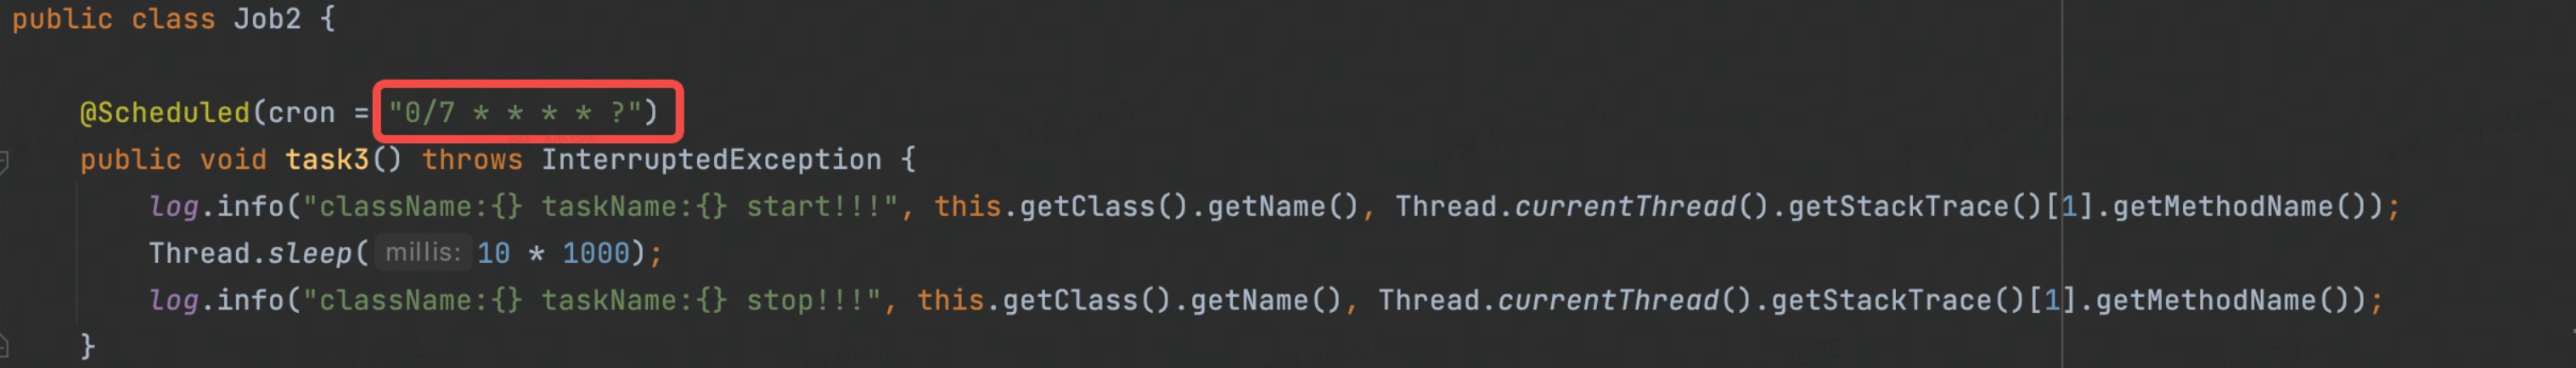 public class Job2 {
@Scheduled(cron = "0/7 * * * * ?")
public void task3() throws InterruptedException {
log.info("className:{} taskName:{} start!!!", this.getClass().getName(), Thread.currentThread().getStackTrace()[1].getMethodName());
Thread.sleep( millis: 10 * 1000);
log.info("className:{} taskName:{} stop!!!", this.getClass().getName(), Thread.currentThread().getStackTrace()[1].getMethodName());
}